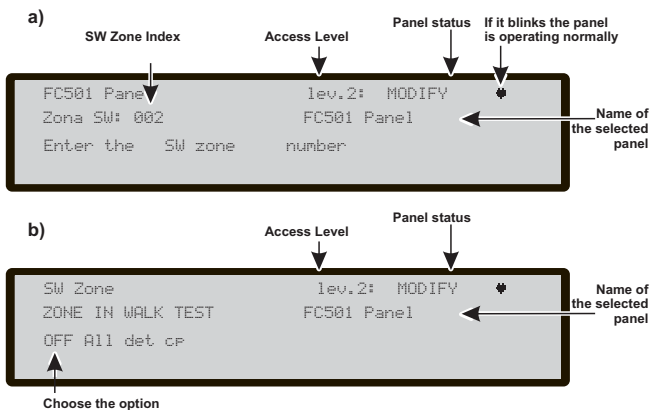 a)
SW Zone Index
Access Level
Panel status
If it blinks the panel
is operating normally
FC501 Pane lev.2: MODIFY
Zona SW: 002 FC501 Panel
Enter the SW zone number
Name of
the selected
panel
b)
Access Level
Panel status
SW Zone lev.2: MODIFY
ZONE IN WALK TEST FC501 Panel
OFF All det cp
Name of
the selected
panel
Choose the option